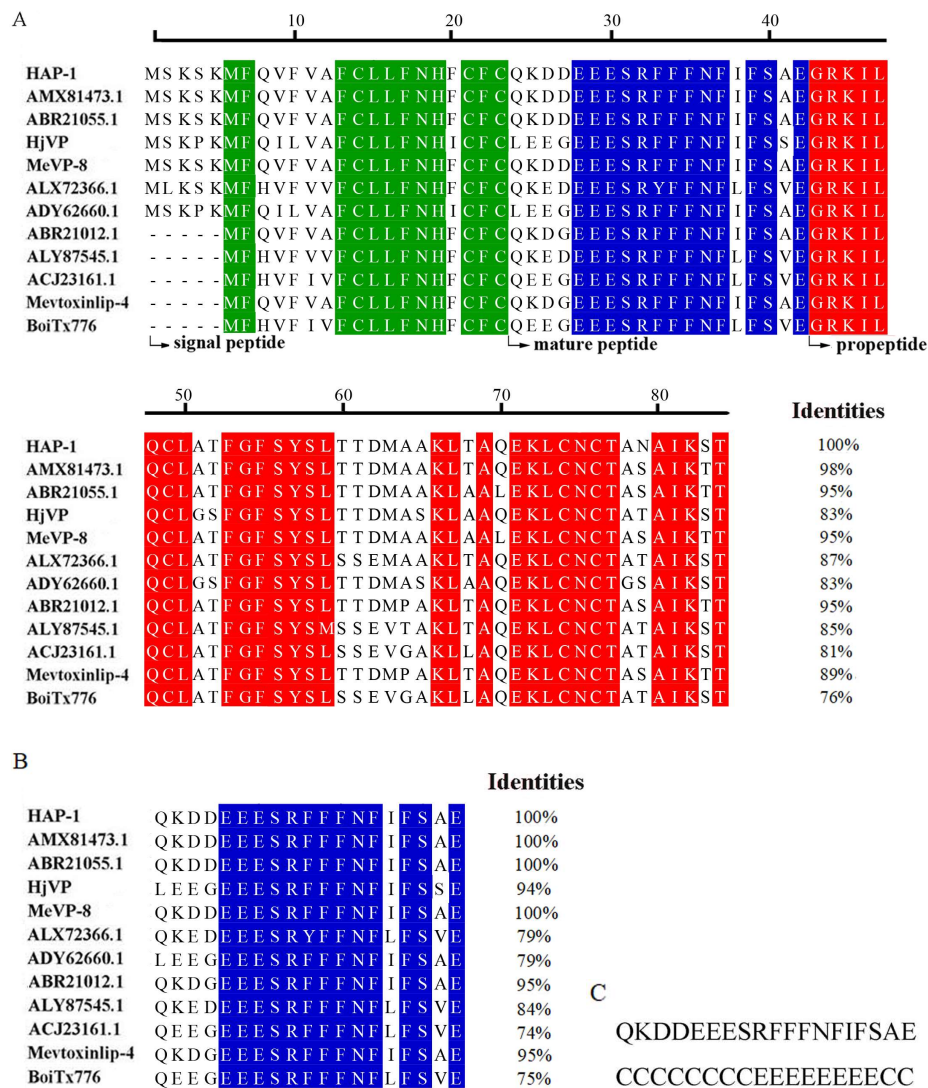 A
10 20 30 40
HAP-1 MSKSKMFQVFVAFCLLFNHFCFCQKDDEEESRFFFNFIFSAEGRKIL
AMX81473.1 MSKSKMFQVFVAFCLLFNHFCFCQKDDEEESRFFFNFIFSAEGRKIL
ABR21055.1 MSKSKMFQVFVAFCLLFNHFCFCQKDDEEESRFFFNFIFSAEGRKIL
HjVP MSKPKMFQILVAFCLLFNHICFCLEEGEEESRFFFNFIFSSEGRKIL
MeVP-8 MSKSKMFQVFVAFCLLFNHFCFCQKDDEEESRFFFNFIFSAEGRKIL
ALX72366.1 MLKSKMFHVFVVFCLLFNHFCFCQKEDEEESRYFFNFLFSVEGRKIL
ADY62660.1 MSKPKMFQILVAFCLLFNHICFCLEEGEEESRFFFNFIFSAEGRKIL
ABR21012.1 -----MFQVFVAFCLLFNHFCFCQKDGEEESRFFFNFIFSAEGRKIL
ALY87545.1 -----MFHVFVVFCLLFNHFCFCQKEDEEESRFFFNFLFSVEGRKIL
ACJ23161.1 -----MFHVFIVFCLLFNHFCFCQEEGEEESRFFFNFLFSVEGRKIL
Mevtoxinlip-4 -----MFQVFVAFCLLFNHFCFCQKDGEEESRFFFNFIFSAEGRKIL
BoiTx776 -----MFHVFIVFCLLFNHFCFCQEEGEEESRFFFNFLFSVEGRKIL
signal peptide mature peptide propeptide
50 60 70 80
Identities
HAP-1 QCLATFGFSYSLTTDMAAKLTAQEKLCNCTANAIKST 100%
AMX81473.1 QCLATFGFSYSLTTDMAAKLTAQEKLCNCTASAIKTT 98%
ABR21055.1 QCLATFGFSYSLTTDMAAKLAALEKLCNCTASAIKTT 95%
HjVP QCLGSFGFSYSLTTDMASKLAAQEKLCNCTATAIKST 83%
MeVP-8 QCLATFGFSYSLTTDMAAKLAALEKLCNCTASAIKTT 95%
ALX72366.1 QCLATFGFSYSLSSEMAAKLTAQEKLCNCTATAIKST 87%
ADY62660.1 QCLGSFGFSYSLTTDMASKLAAQEKLCNCTGSAIKST 83%
ABR21012.1 QCLATFGFSYSLTTDMPAKLTAQEKLCNCTASAIKTT 95%
ALY87545.1 QCLATFGFSYSMSSEVTAKLTAQEKLCNCTATAIKST 85%
ACJ23161.1 QCLATFGFSYSLSSEVGAKLLAQEKLCNCTATAIKST 81%
Mevtoxinlip-4 QCLATFGFSYSLTTDMPAKLTAQEKLCNCTASAIKTT 89%
BoiTx776 QCLATFGFSYSLSSEVGAKLLAQEKLCNCTATAIKST 76%
B
Identities
HAP-1 QKDDEEESRFFFNFIFSAE 100%
AMX81473.1 QKDDEEESRFFFNFIFSAE 100%
ABR21055.1 QKDDEEESRFFFNFIFSAE 100%
HjVP LEEGEEESRFFFNFIFSSE 94%
MeVP-8 QKDDEEESRFFFNFIFSAE 100%
ALX72366.1 QKEDEEESRYFFNFLFSVE 79%
ADY62660.1 LEEGEEESRFFFNFIFSAE 79%
ABR21012.1 QKDGEEESRFFFNFIFSAE 95%
ALY87545.1 QKEDEEESRFFFNFLFSVE 84%
ACJ23161.1 QEEGEEESRFFFNFLFSVE 74%
Mevtoxinlip-4 QKDGEEESRFFFNFIFSAE 95%
BoiTx776 QEEGEEESRFFFNFLFSVE 75%
C
QKDDEEESRFFFNFIFSAE
CCCCCCCCEEEEEEEEECC